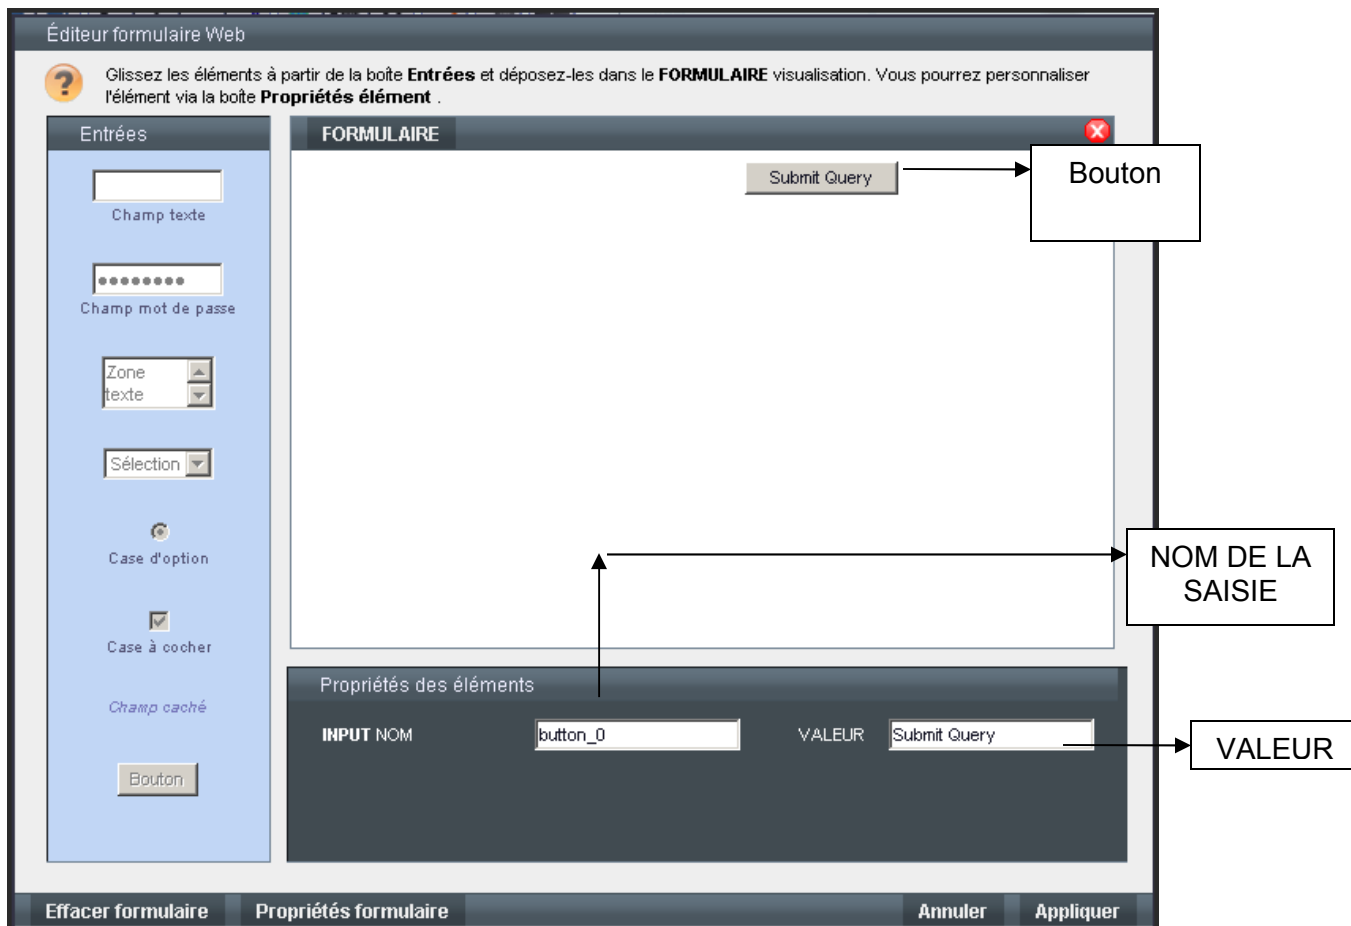 Éditeur formulaire Web
Glissez les éléments à partir de la boîte Entrées et déposez-les dans le FORMULAIRE visualisation. Vous pourrez personnaliser
l'élément via la boîte Propriétés élément .
Entrées
FORMULAIRE
Submit Query
Bouton
Champ texte
Champ mot de passe
Zone
texte
Sélection
Case d'option
NOM DE LA
SAISIE
Case à cocher
Propriétés des éléments
Champ caché
INPUT NOM
button_0
VALEUR
Submit Query
VALEUR
Bouton
Effacer formulaire
Propriétés formulaire
Annuler
Appliquer